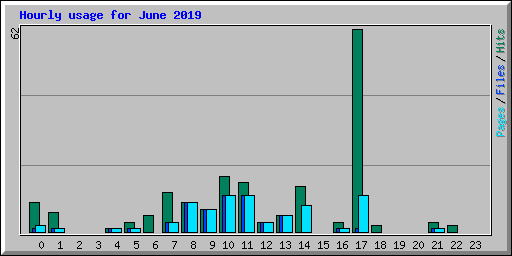 Hourly usage for June 2019
62
Pages/Files/Hits
0 1 2 3 4 5 6 7 8 9 10 11 12 13 14 15 16 17 18 19 20 21 22 23